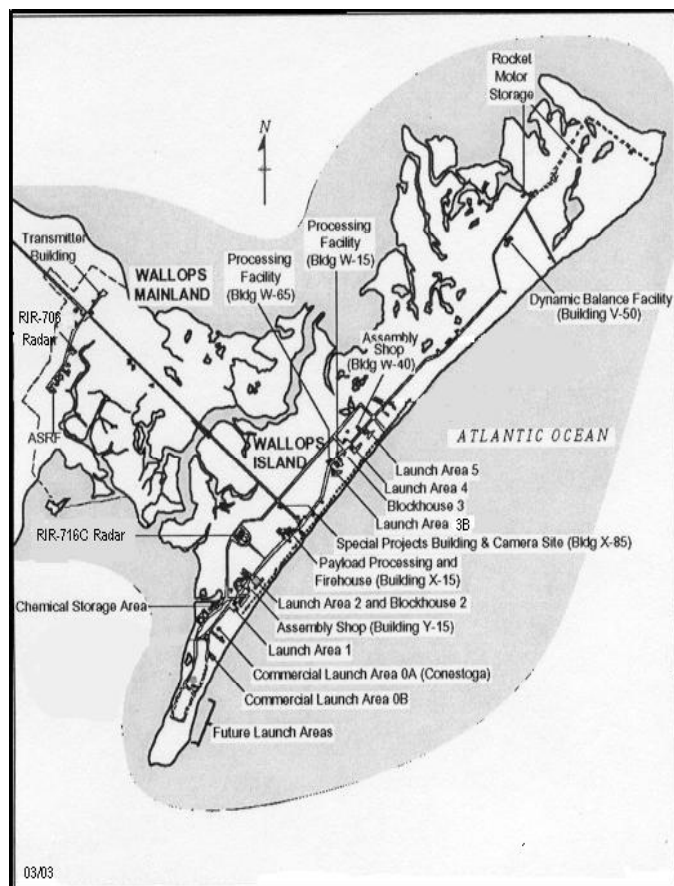 Rocket
Motor
Storage
N
Processing
Facility
(Bldg W-15)
Transmitter
Building
WALLOPS
MAINLAND
Processing
Facility
(Bldg W-65)
Dynamic Balance Facility
(Building V-50)
RIR-706
Radar
Assembly
Shop
(Bldg W-40)
ASRF
WALLOPS
ISLAND
ATLANTIC OCEAN
Launch Area 5
Launch Area 4
Blockhouse 3
Launch Area 3B
RIR-716C Radar
Special Projects Building & Camera Site (Bldg X-85)
Payload Processing and
Firehouse (Building X-15)
Chemical Storage Area
Launch Area 2 and Blockhouse 2
Assembly Shop (Building Y-15)
Launch Area 1
Commercial Launch Area 0A (Conestoga)
Commercial Launch Area 0B
Future Launch Areas
03/03